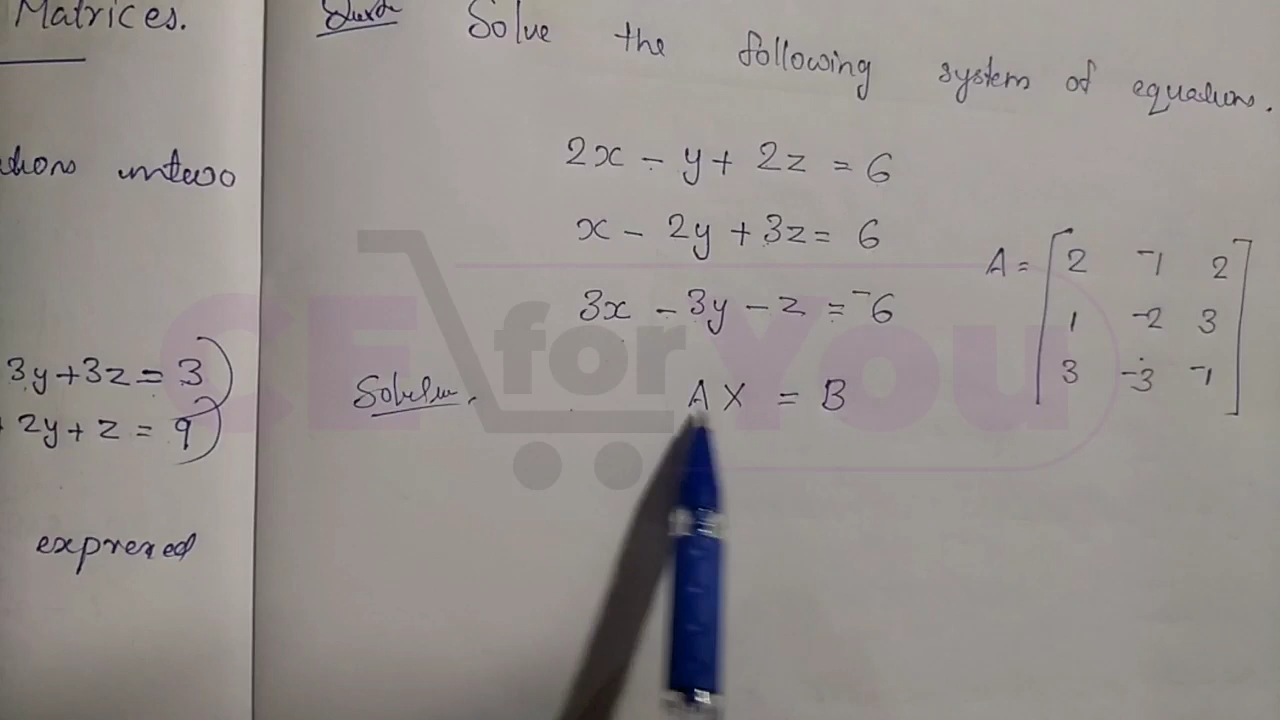 Matrices.
intwo
3y + 3z = 3)
2y + z = 9)
expressed
Solve the following system of equations.
2x - y + 2z = 6
x - 2y + 3z = 6
3x - 3y - z = -6
Solution.
AX = B
A = [2 -1 2
1 -2 3
3 -3 -1]
CE for You